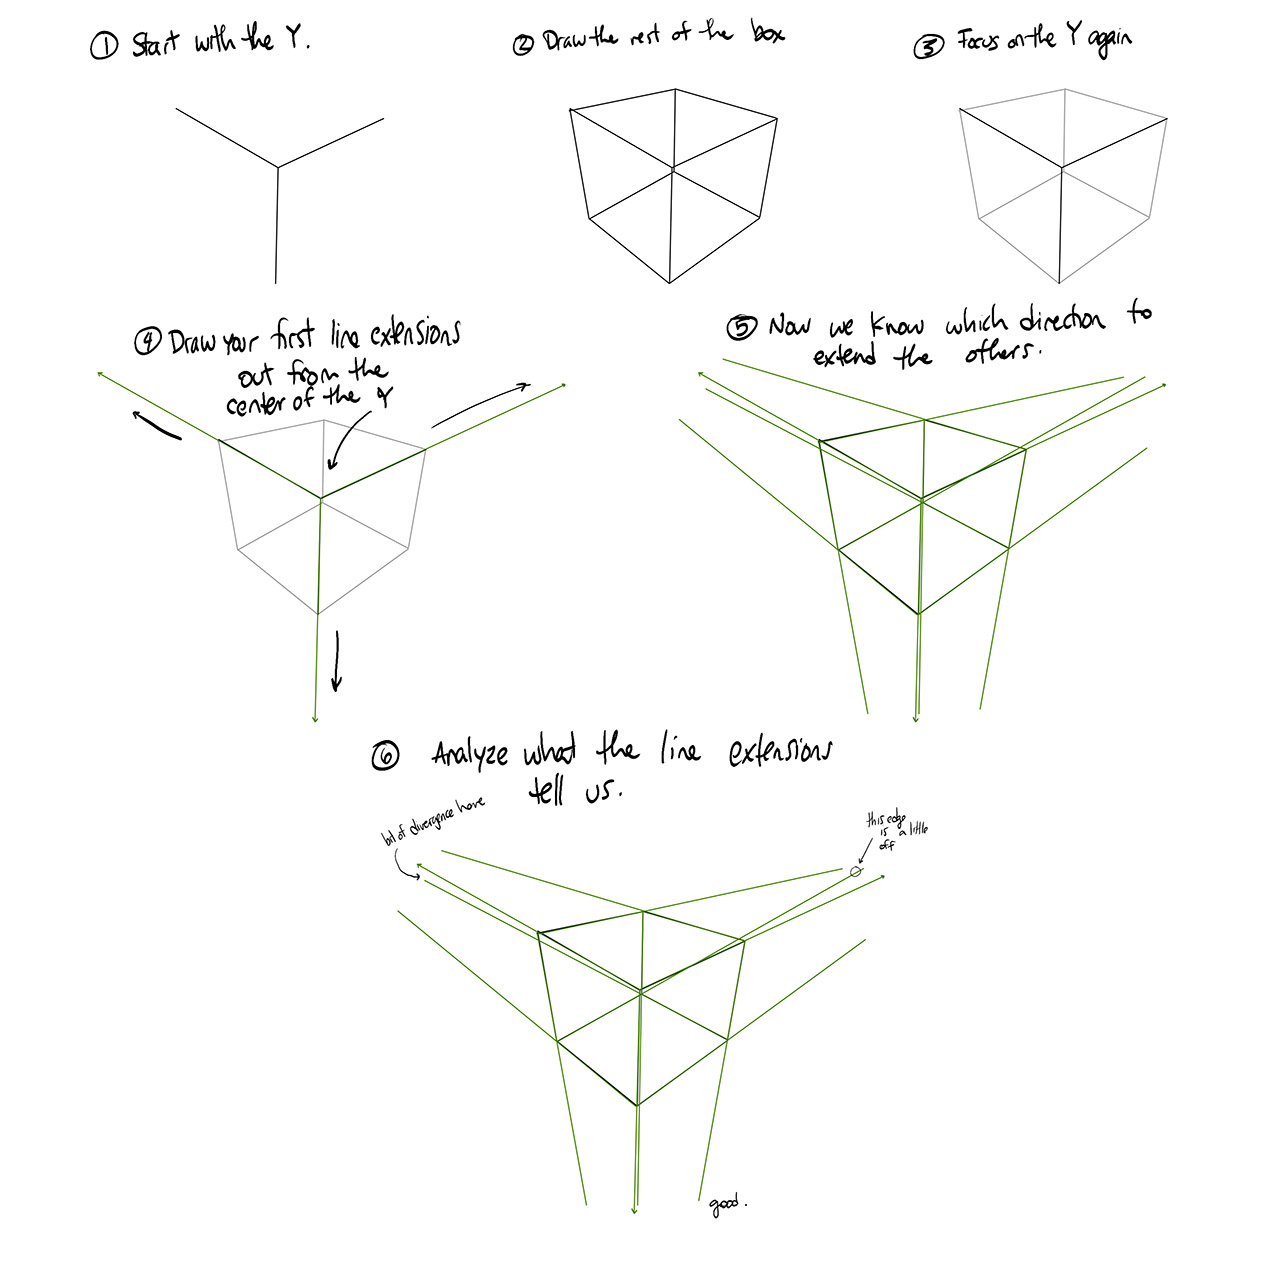 ① Start with the Y.
② Draw the rest of the box
③ Focus on the Y again
④ Draw your first line extensions
out from the
center of the Y
⑤ Now we know which direction to
extend the others.
⑥ Analyze what the line extensions
tell us.
bit of divergence here
this edge
is a little
off
good.